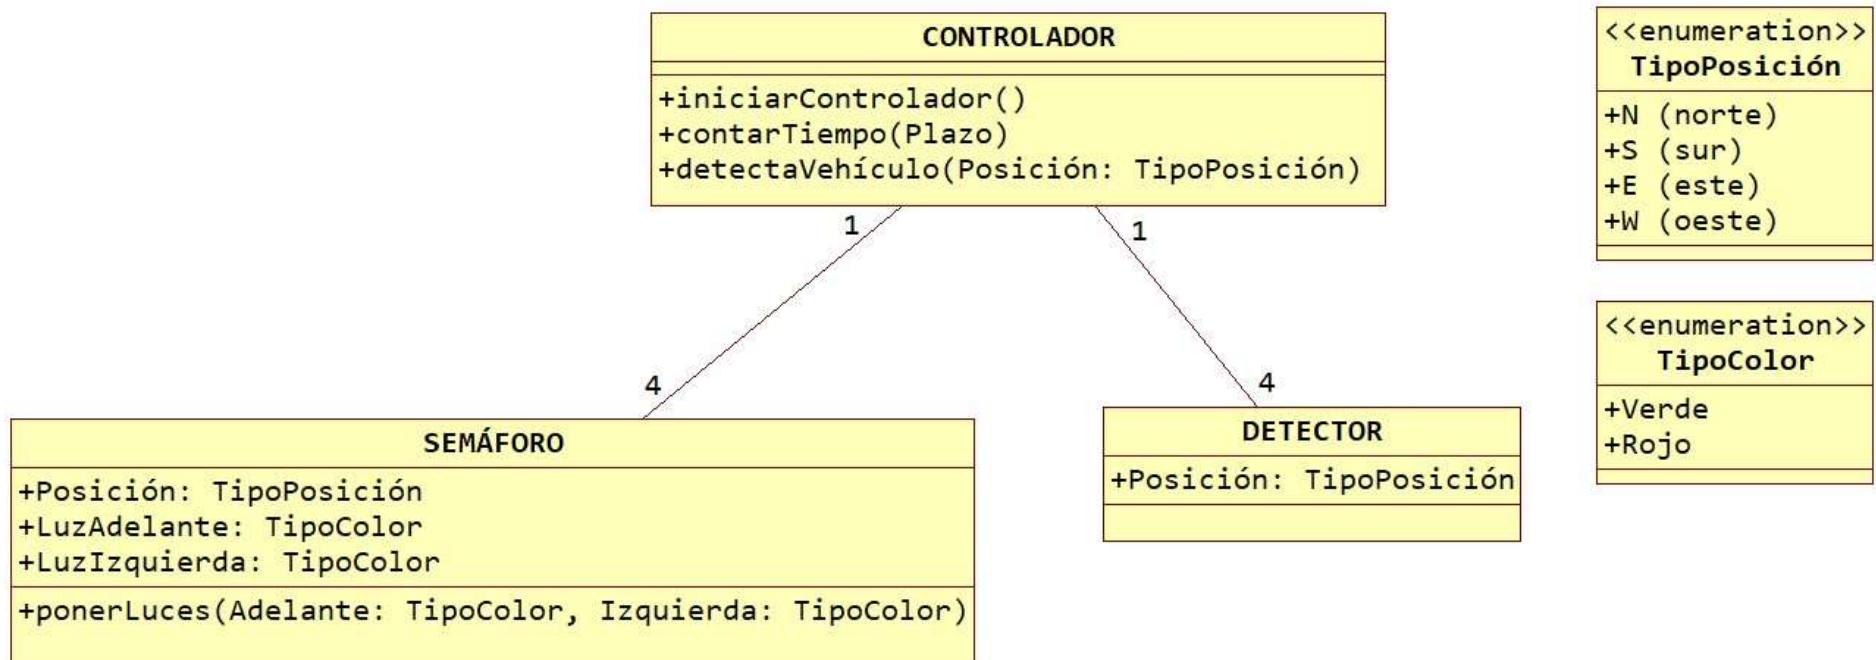 CONTROLADOR
+iniciarControlador()
+contarTiempo(Plazo)
+detectaVehículo(Posición: TipoPosición)
1
1
4
4
SEMÁFORO
+Posición: TipoPosición
+LuzAdelante: TipoColor
+LuzIzquierda: TipoColor
+ponerLuces(Adelante: TipoColor, Izquierda: TipoColor)
DETECTOR
+Posición: TipoPosición
<<enumeration>>
TipoPosición
+N (norte)
+S (sur)
+E (este)
+W (oeste)
<<enumeration>>
TipoColor
+Verde
+Rojo